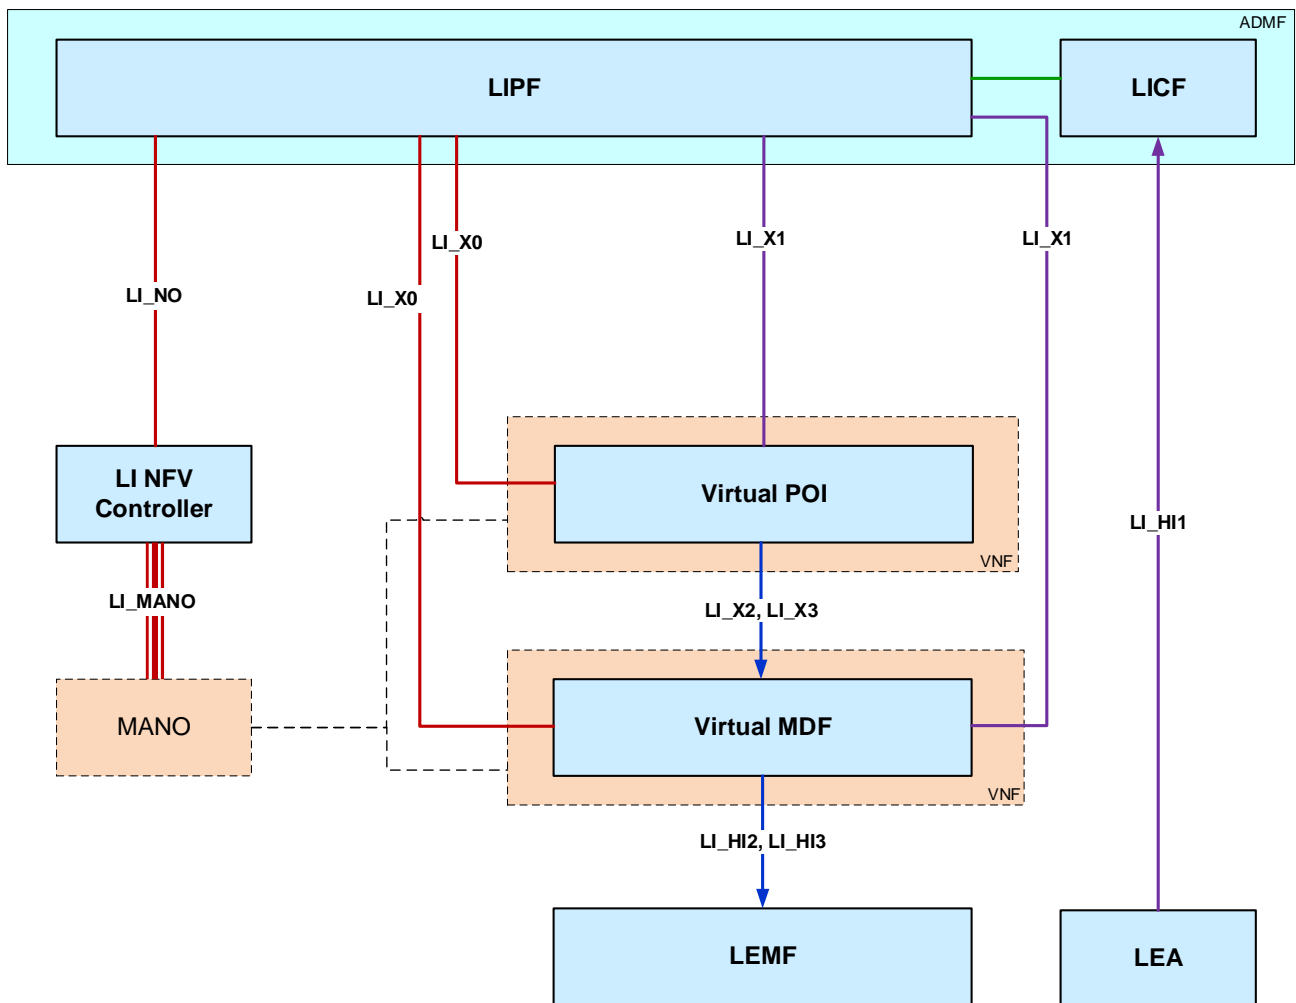 ADMF
LIPF
LICF
LI_X0
LI_X1
LI_X1
LI_NO
LI_X0
LI NFV
Controller
Virtual POI
LI_HI1
VNF
LI_MANO
LI_X2, LI_X3
MANO
Virtual MDF
VNF
LI_HI2, LI_HI3
LEMF
LEA